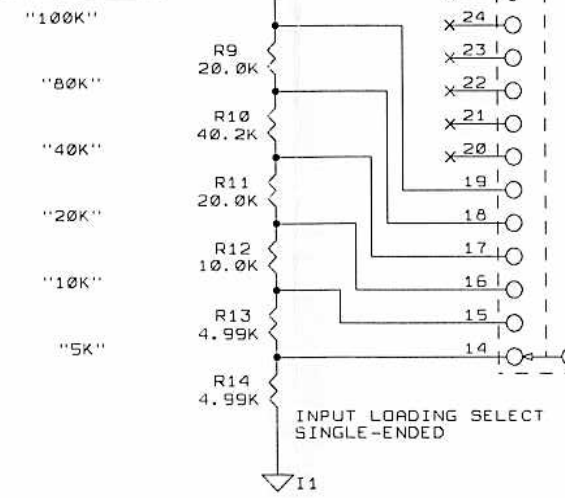 "100K"
24
R9
20.0K
23
"80K"
22
R10
40.2K
21
"40K"
20
R11
20.0K
19
"20K"
18
R12
10.0K
17
"10K"
16
R13
4.99K
15
"5K"
14
R14
4.99K
INPUT LOADING SELECT
SINGLE-ENDED
I1